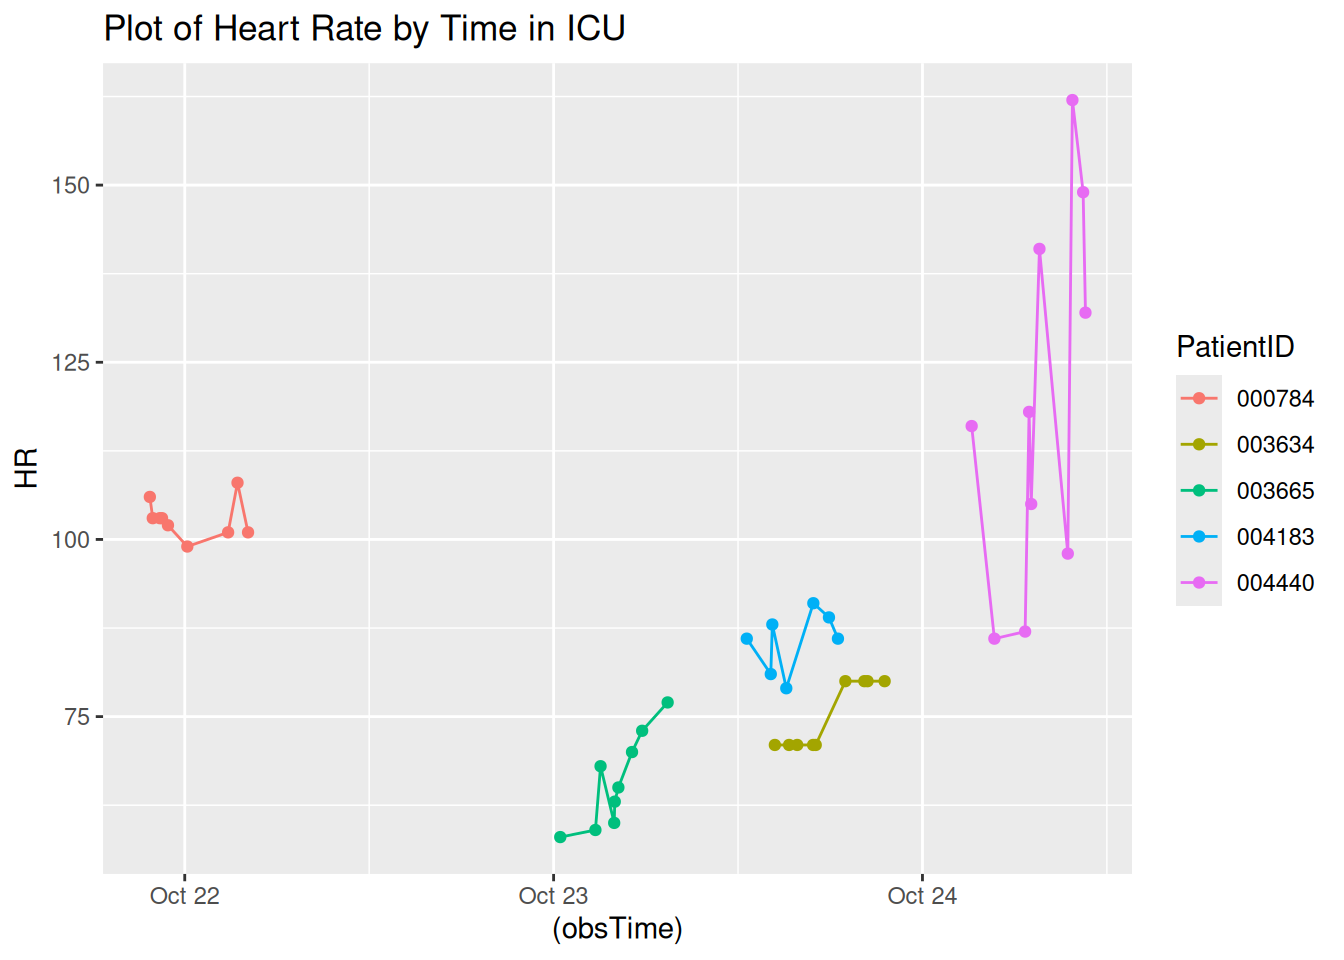 Plot of Heart Rate by Time in ICU
150
125
100
75
HR
Oct 22
Oct 23
Oct 24
(obsTime)
PatientID
000784
003634
003665
004183
004440